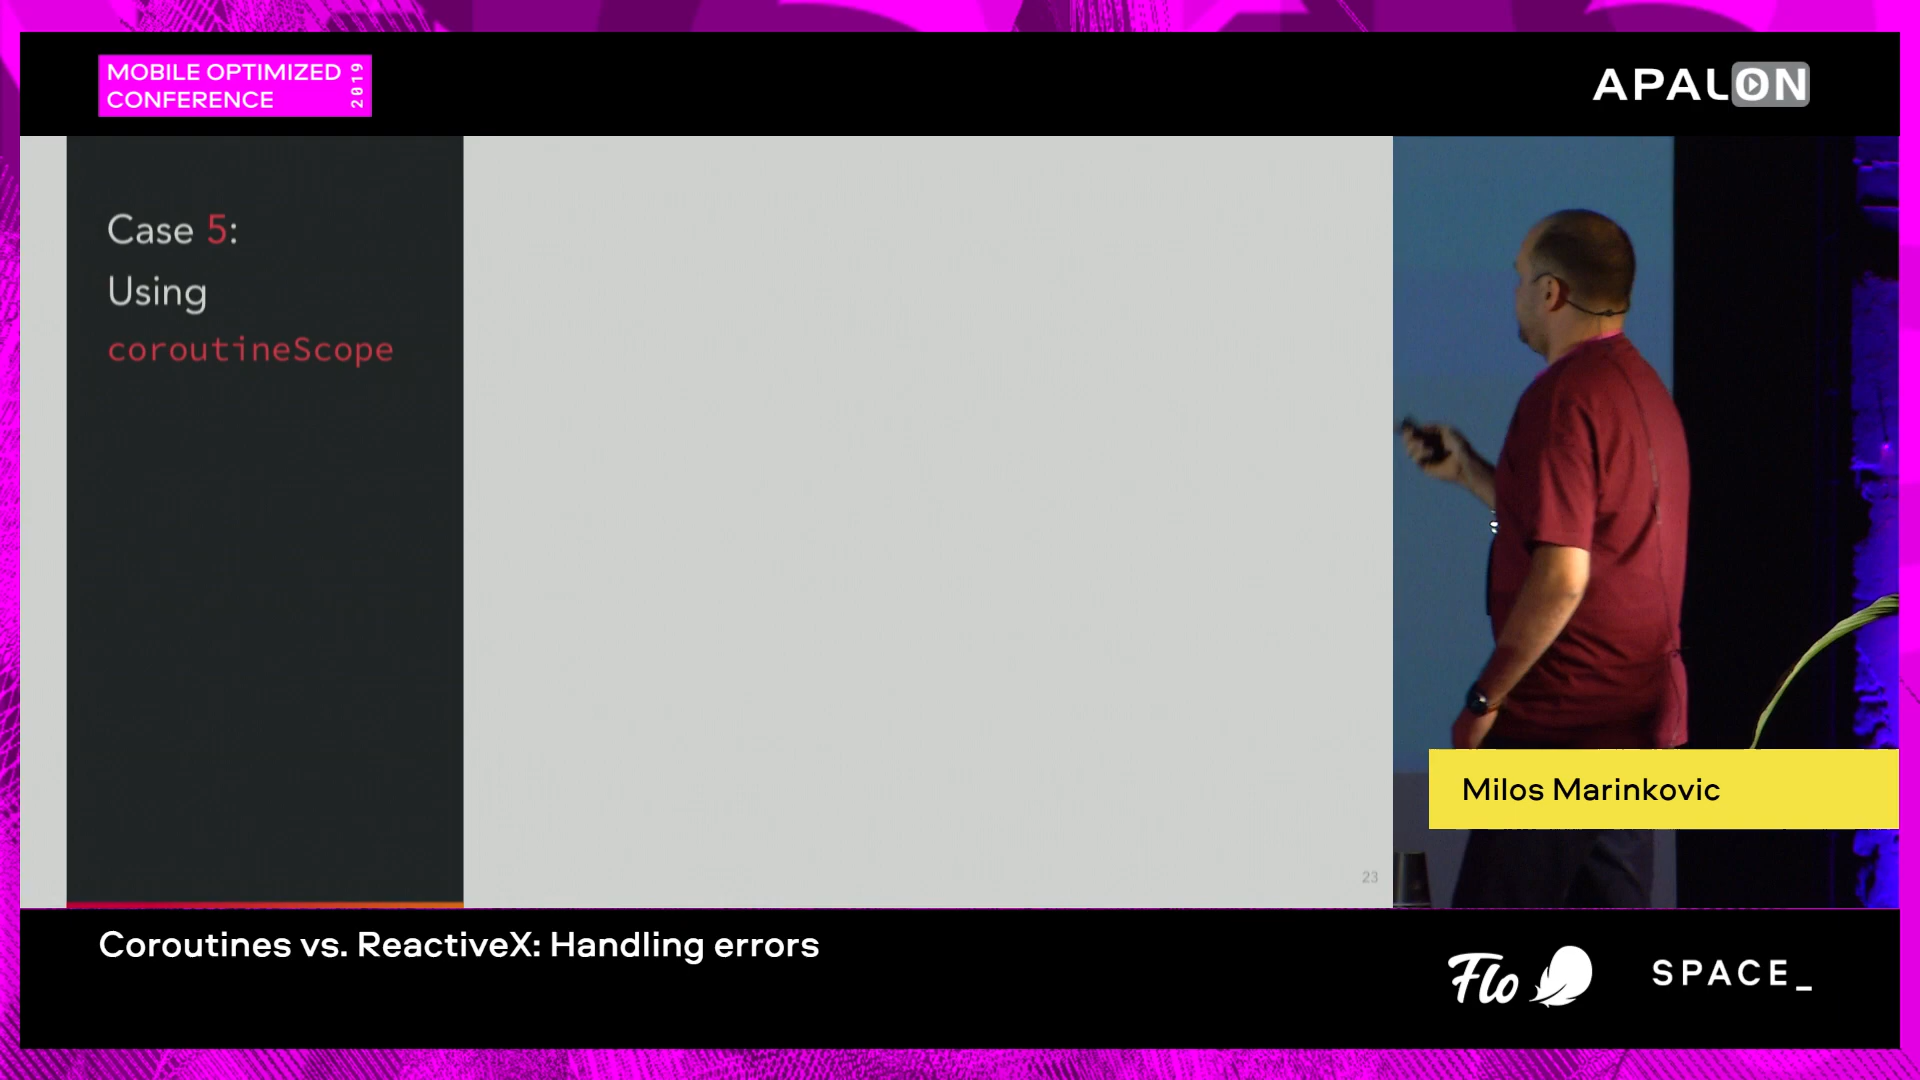 MOBILE OPTIMIZED
CONFERENCE
2019
APALON
Case 5:
Using
coroutineScope
23
Milos Marinkovic
Coroutines vs. ReactiveX: Handling errors
Flo
SPACE_